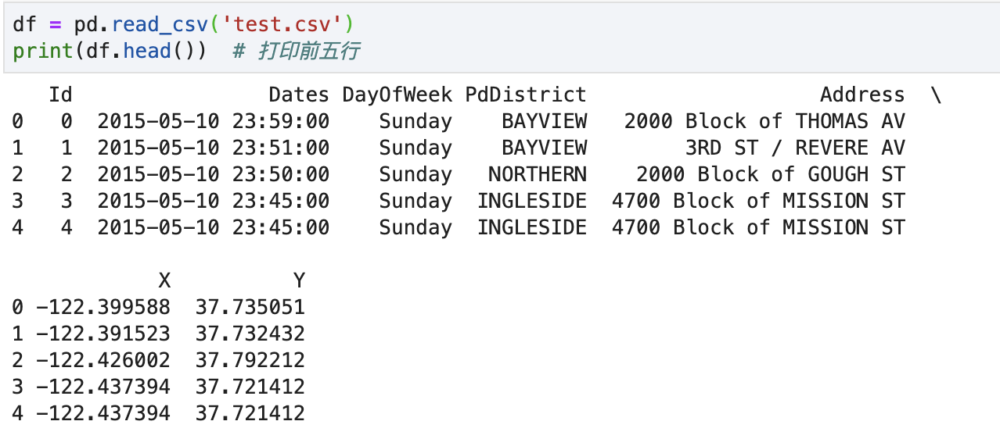 df = pd.read_csv('test.csv')
print(df.head())  # 打印前五行
   Id                Dates DayOfWeek PdDistrict                   Address  \
0   0  2015-05-10 23:59:00    Sunday    BAYVIEW   2000 Block of THOMAS AV
1   1  2015-05-10 23:51:00    Sunday    BAYVIEW        3RD ST / REVERE AV
2   2  2015-05-10 23:50:00    Sunday   NORTHERN    2000 Block of GOUGH ST
3   3  2015-05-10 23:45:00    Sunday  INGLESIDE  4700 Block of MISSION ST
4   4  2015-05-10 23:45:00    Sunday  INGLESIDE  4700 Block of MISSION ST
            X          Y
0 -122.399588  37.735051
1 -122.391523  37.732432
2 -122.426002  37.792212
3 -122.437394  37.721412
4 -122.437394  37.721412